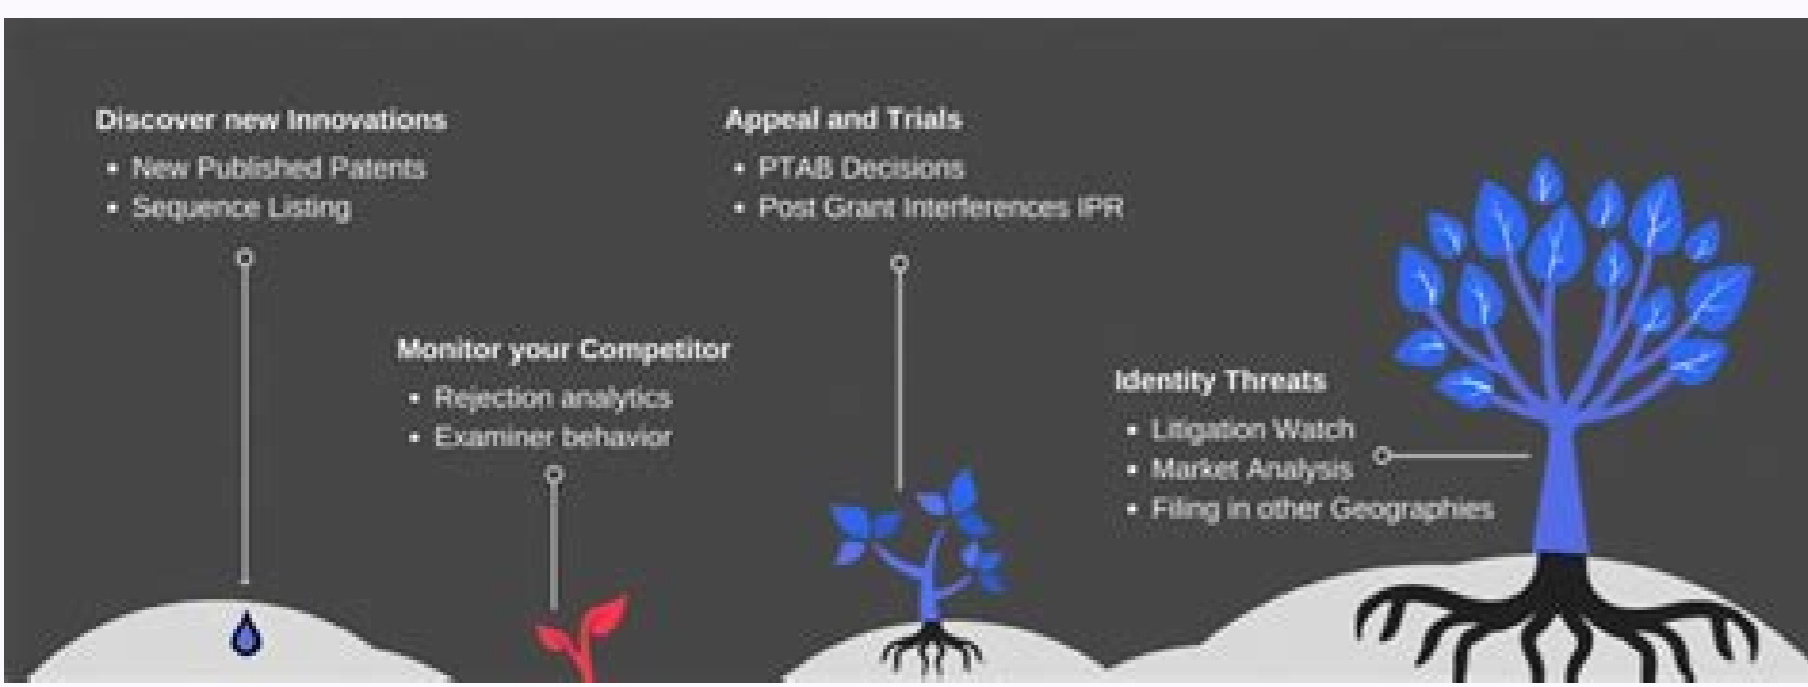 Discover new Innovations
• New Published Patents
• Sequence Listing
Monitor your Competitor
• Rejection analytics
• Examiner behavior
Appeal and Trials
• PTAB Decisions
• Post Grant Interferences IPR
Identity Threats
• Litigation Watch
• Market Analysis
• Filing in other Geographies